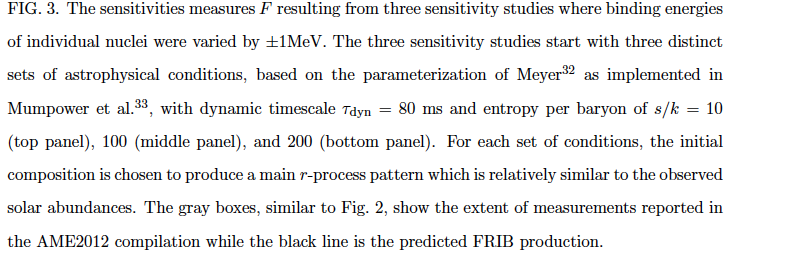 FIG. 3. The sensitivities measures F resulting from three sensitivity studies where binding energies
of individual nuclei were varied by ±1MeV. The three sensitivity studies start with three distinct
sets of astrophysical conditions, based on the parameterization of Meyer³² as implemented in
Mumpower et al.³³, with dynamic timescale τdyn = 80 ms and entropy per baryon of s/k = 10
(top panel), 100 (middle panel), and 200 (bottom panel). For each set of conditions, the initial
composition is chosen to produce a main r-process pattern which is relatively similar to the observed
solar abundances. The gray boxes, similar to Fig. 2, show the extent of measurements reported in
the AME2012 compilation while the black line is the predicted FRIB production.